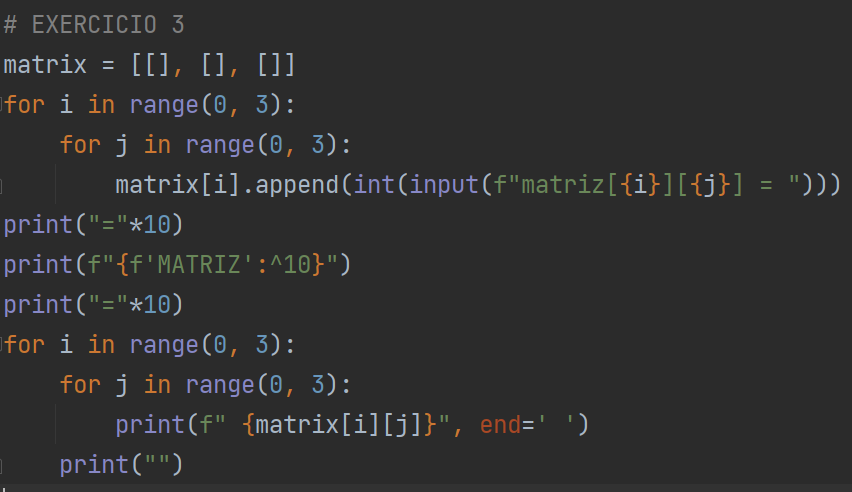 # EXERCICIO 3
matrix = [[], [], []]
for i in range(0, 3):
    for j in range(0, 3):
        matrix[i].append(int(input(f"matriz[{i}][{j}] = ")))
print("="*10)
print(f"{f'MATRIZ':^10}")
print("="*10)
for i in range(0, 3):
    for j in range(0, 3):
        print(f" {matrix[i][j]}", end=' ')
    print("")